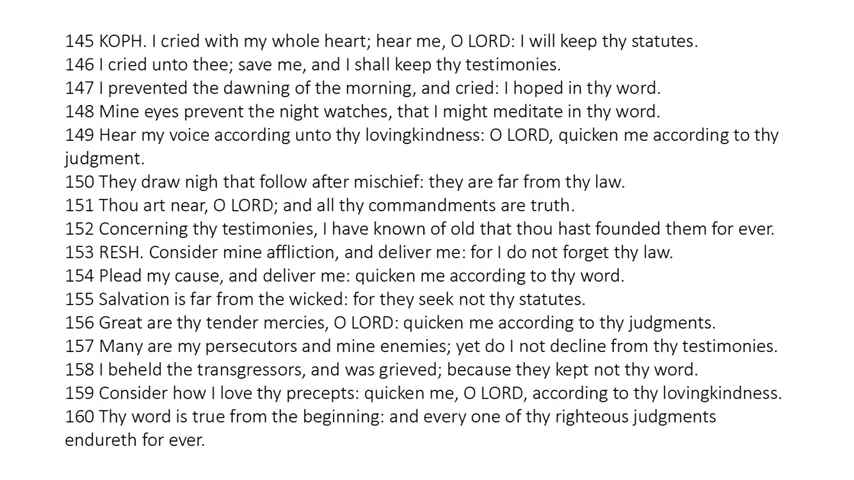 145 KOPH. I cried with my whole heart; hear me, O LORD: I will keep thy statutes.
146 I cried unto thee; save me, and I shall keep thy testimonies.
147 I prevented the dawning of the morning, and cried: I hoped in thy word.
148 Mine eyes prevent the night watches, that I might meditate in thy word.
149 Hear my voice according unto thy lovingkindness: O LORD, quicken me according to thy
judgment.
150 They draw nigh that follow after mischief: they are far from thy law.
151 Thou art near, O LORD; and all thy commandments are truth.
152 Concerning thy testimonies, I have known of old that thou hast founded them for ever.
153 RESH. Consider mine affliction, and deliver me: for I do not forget thy law.
154 Plead my cause, and deliver me: quicken me according to thy word.
155 Salvation is far from the wicked: for they seek not thy statutes.
156 Great are thy tender mercies, O LORD: quicken me according to thy judgments.
157 Many are my persecutors and mine enemies; yet do I not decline from thy testimonies.
158 I beheld the transgressors, and was grieved; because they kept not thy word.
159 Consider how I love thy precepts: quicken me, O LORD, according to thy lovingkindness.
160 Thy word is true from the beginning: and every one of thy righteous judgments
endureth for ever.